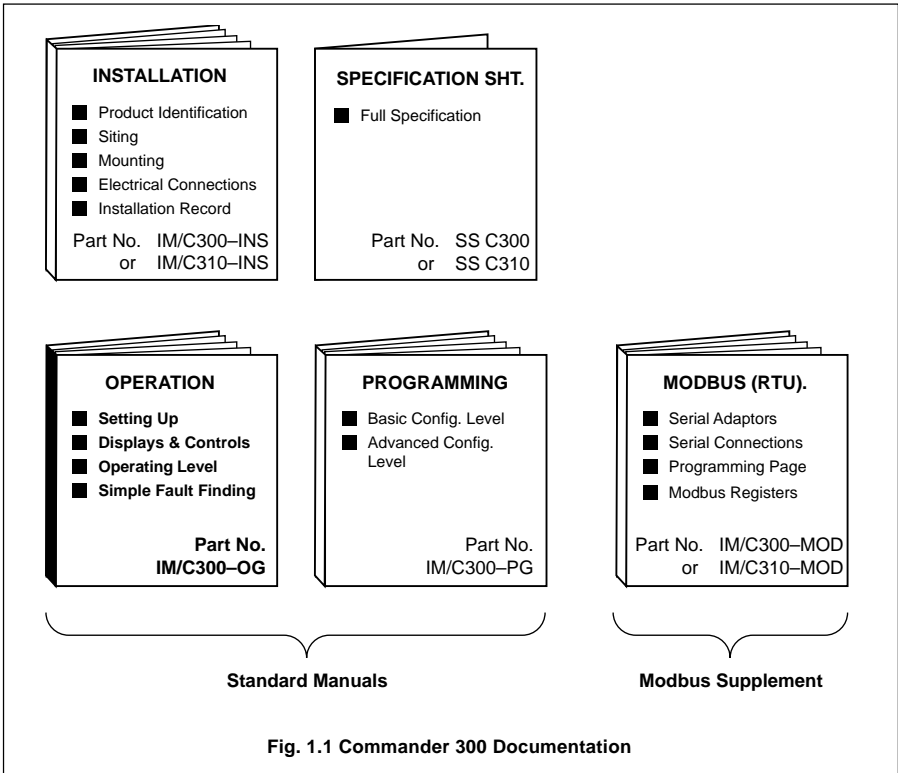 INSTALLATION
Product Identification
Siting
Mounting
Electrical Connections
Installation Record
Part No. IM/C300–INS
or IM/C310–INS
SPECIFICATION SHT.
Full Specification
Part No. SS C300
or SS C310
OPERATION
Setting Up
Displays & Controls
Operating Level
Simple Fault Finding
Part No.
IM/C300–OG
PROGRAMMING
Basic Config. Level
Advanced Config.
Level
Part No.
IM/C300–PG
MODBUS (RTU).
Serial Adaptors
Serial Connections
Programming Page
Modbus Registers
Part No. IM/C300–MOD
or IM/C310–MOD
Standard Manuals
Modbus Supplement
Fig. 1.1 Commander 300 Documentation